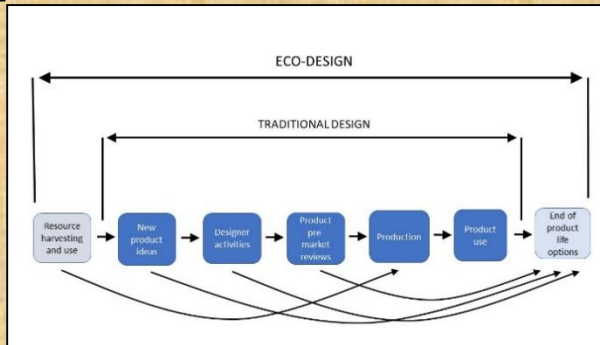 ECO-DESIGN
TRADITIONAL DESIGN
Resource
harvesting
and use
New
product
ideas
Designer
activities
Product
pre
market
reviews
Production
Product
use
End of
product
life
options